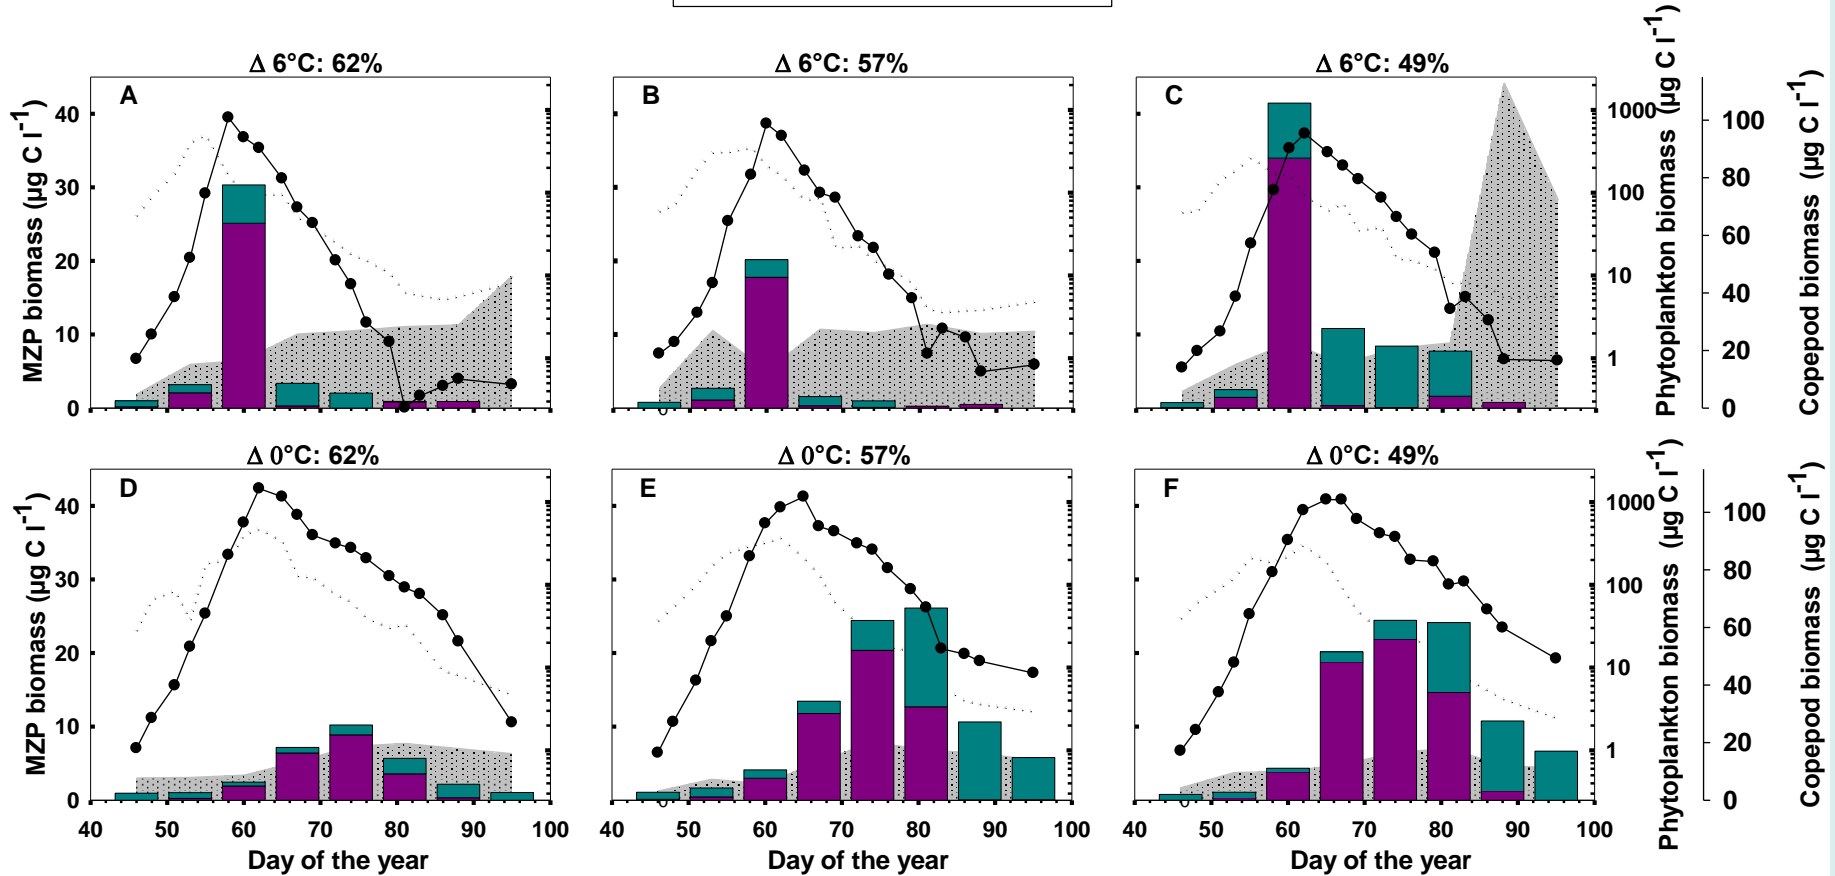 Δ 6°C: 62%
Δ 6°C: 57%
Δ 6°C: 49%
A
B
C
MZP biomass (µg C l-1)
40
30
20
10
0
1000
100
10
1
Phytoplankton biomass (µg C l-1)
100
80
60
40
20
0
Copepod biomass (µg C l-1)
Δ 0°C: 62%
Δ 0°C: 57%
Δ 0°C: 49%
D
E
F
MZP biomass (µg C l-1)
40
30
20
10
0
1000
100
10
1
Phytoplankton biomass (µg C l-1)
100
80
60
40
20
0
Copepod biomass (µg C l-1)
40 50 60 70 80 90 100
40 50 60 70 80 90 100
40 50 60 70 80 90 100
Day of the year
Day of the year
Day of the year